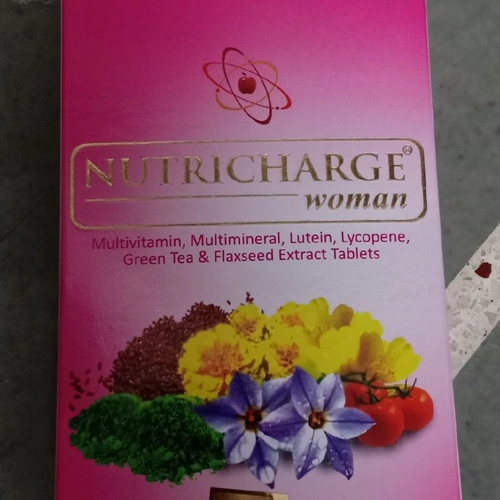 NUTRICHARGE
woman
Multivitamin, Multimineral, Lutein, Lycopene,
Green Tea & Flaxseed Extract Tablets